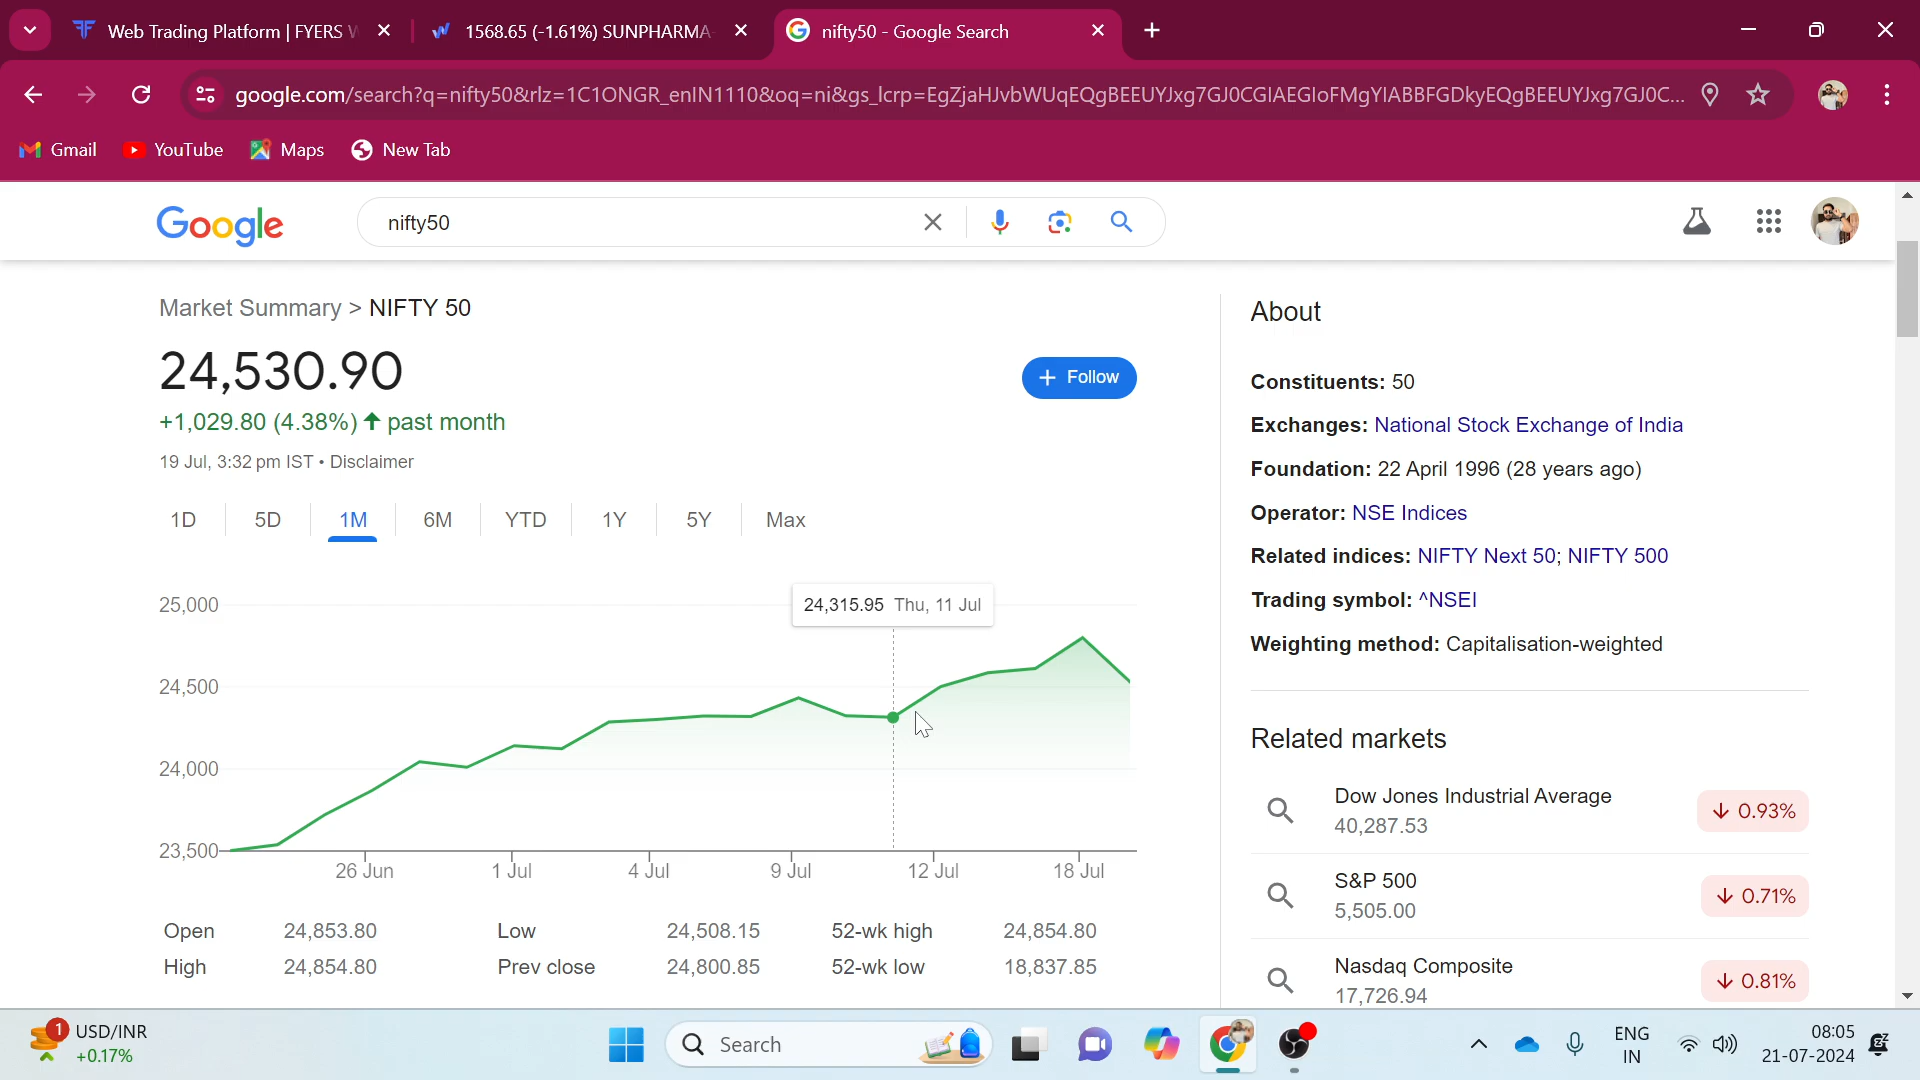 Web Trading Platform | FYERS W
1568.65 (-1.61%) SUNPHARMA-
nifty50 - Google Search
google.com/search?q=nifty50&rlz=1C1ONGR_enIN1110&oq=ni&gs_lcrp=EgZjaHJvbWUqEQgBEEUYJxg7GJ0CGIAEGIoFMgYIABBFGDkyEQgBEEUYJxg7GJ0C...
Gmail
YouTube
Maps
New Tab
Google
nifty50
Market Summary > NIFTY 50
24,530.90
+ Follow
+1,029.80 (4.38%) ↑ past month
19 Jul, 3:32 pm IST • Disclaimer
1D 5D 1M 6M YTD 1Y 5Y Max
24,315.95 Thu, 11 Jul
25,000
24,500
24,000
23,500
26 Jun 1 Jul 4 Jul 9 Jul 12 Jul 18 Jul
Open 24,853.80 Low 24,508.15 52-wk high 24,854.80
High 24,854.80 Prev close 24,800.85 52-wk low 18,837.85
About
Constituents: 50
Exchanges: National Stock Exchange of India
Foundation: 22 April 1996 (28 years ago)
Operator: NSE Indices
Related indices: NIFTY Next 50; NIFTY 500
Trading symbol: ^NSEI
Weighting method: Capitalisation-weighted
Related markets
Dow Jones Industrial Average
40,287.53
↓ 0.93%
S&P 500
5,505.00
↓ 0.71%
Nasdaq Composite
17,726.94
↓ 0.81%
1
USD/INR
+0.17%
Search
ENG
IN
08:05
21-07-2024